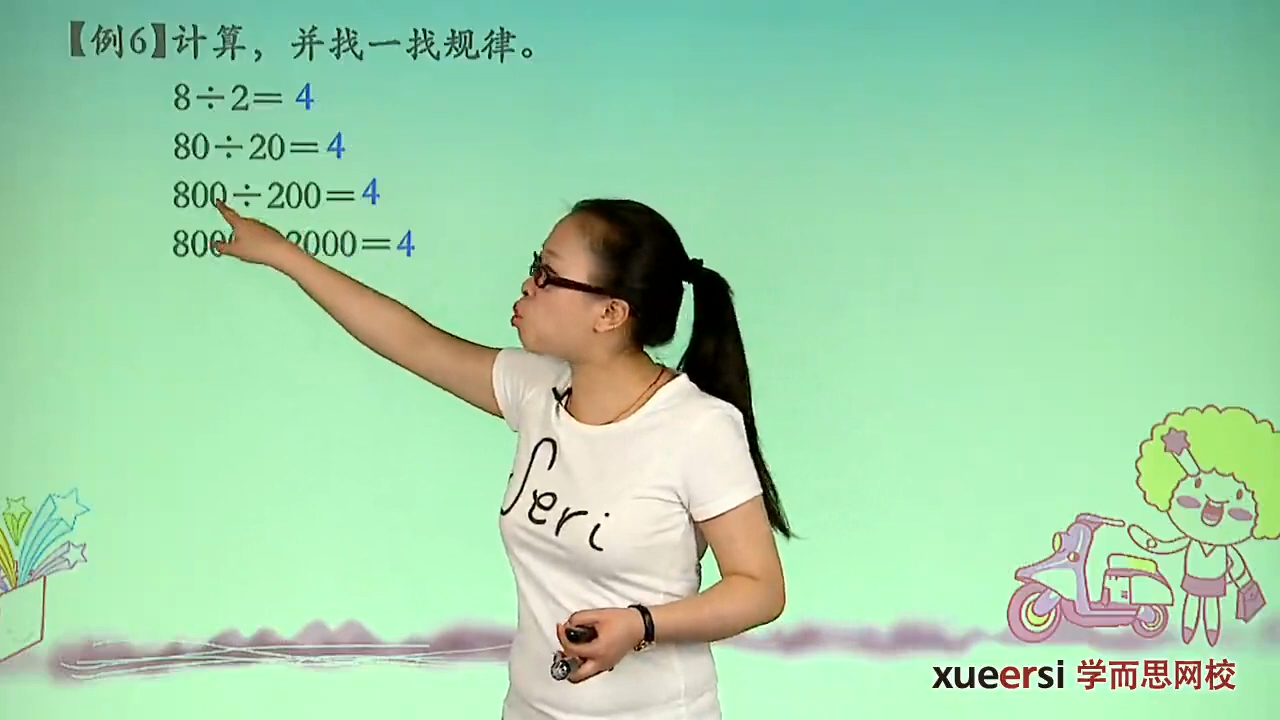 【例6】计算，并找一找规律。
8÷2= 4
80÷20= 4
800÷200= 4
800 2000= 4
Seri
xueersi 学而思网校